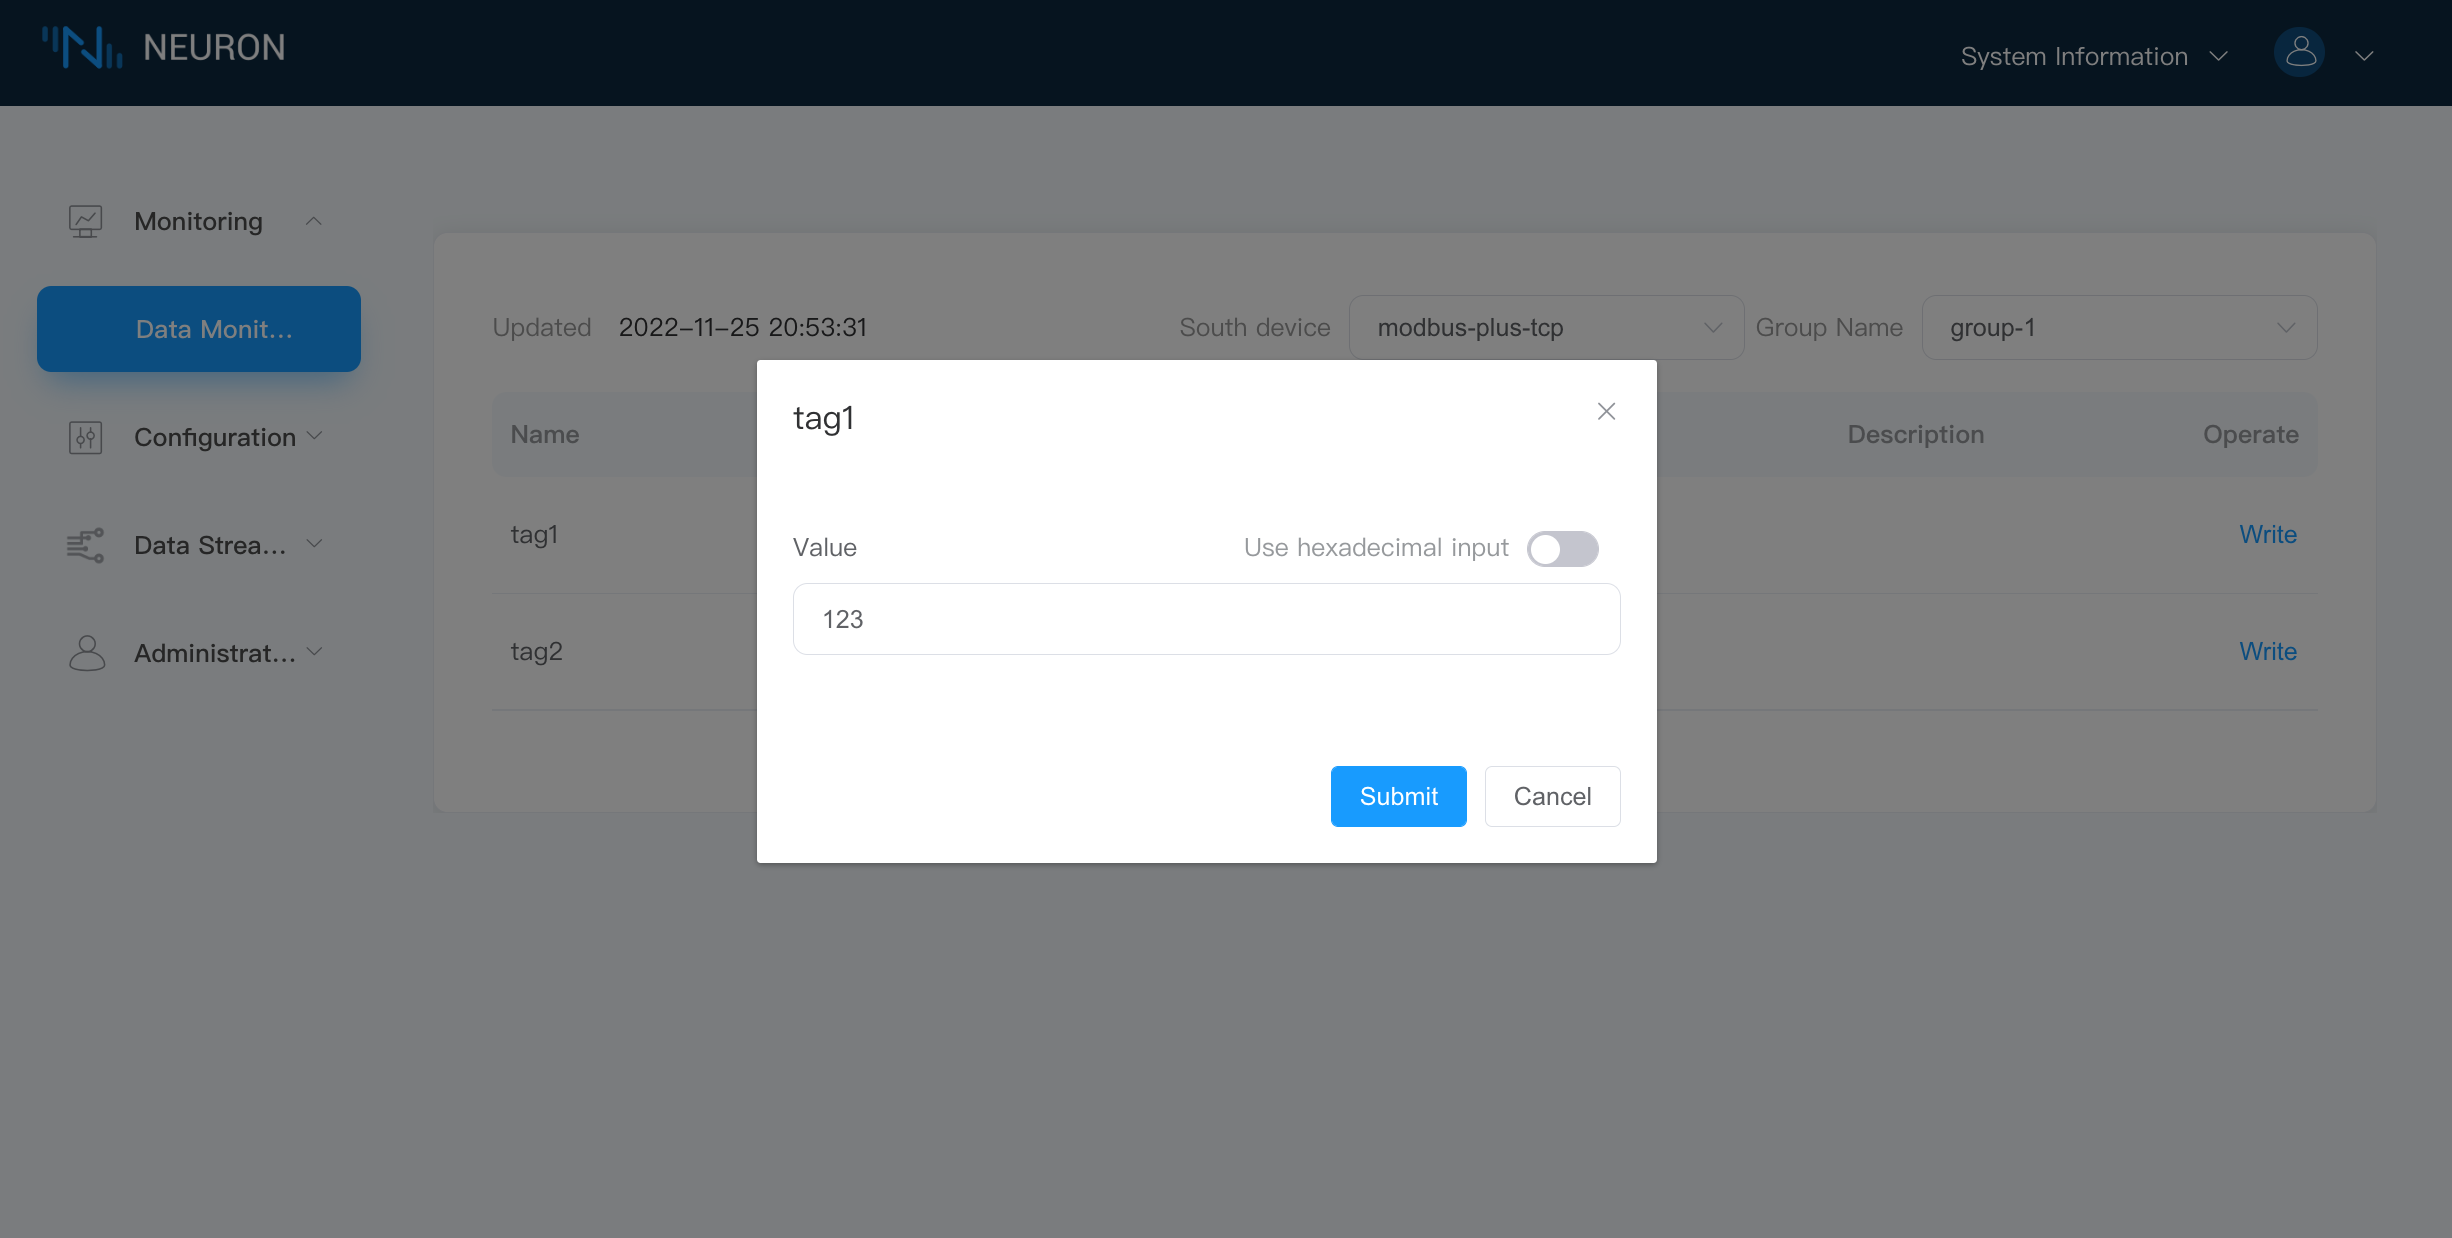 NEURON
System Information
Monitoring
Data Monit...
Configuration
Data Strea...
Administrat...
Updated 2022-11-25 20:53:31
South device modbus-plus-tcp
Group Name group-1
Name Description Operate
tag1 Write
tag2 Write
tag1
Value
Use hexadecimal input
123
Submit Cancel